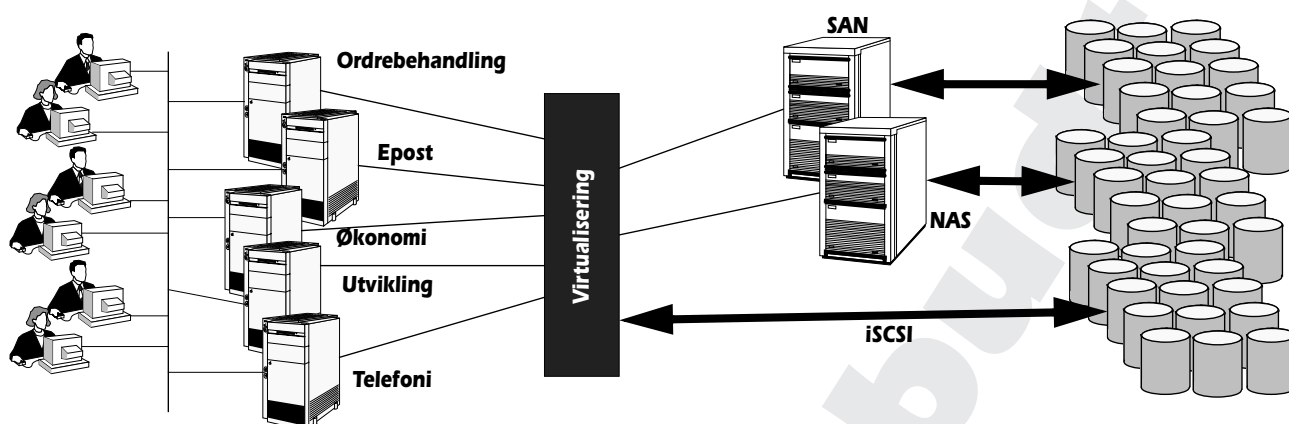 SAN
Ordrebehandling
Epost
Virtualisering
Økonomi
NAS
Utvikling
iSCSI
Telefoni